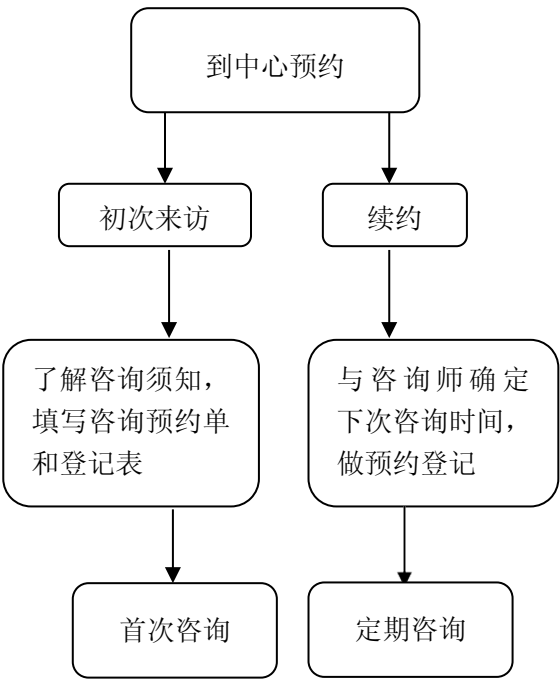 到中心预约
初次来访
续约
了解咨询须知，
填写咨询预约单
和登记表
与咨询师确定
下次咨询时间，
做预约登记
首次咨询
定期咨询